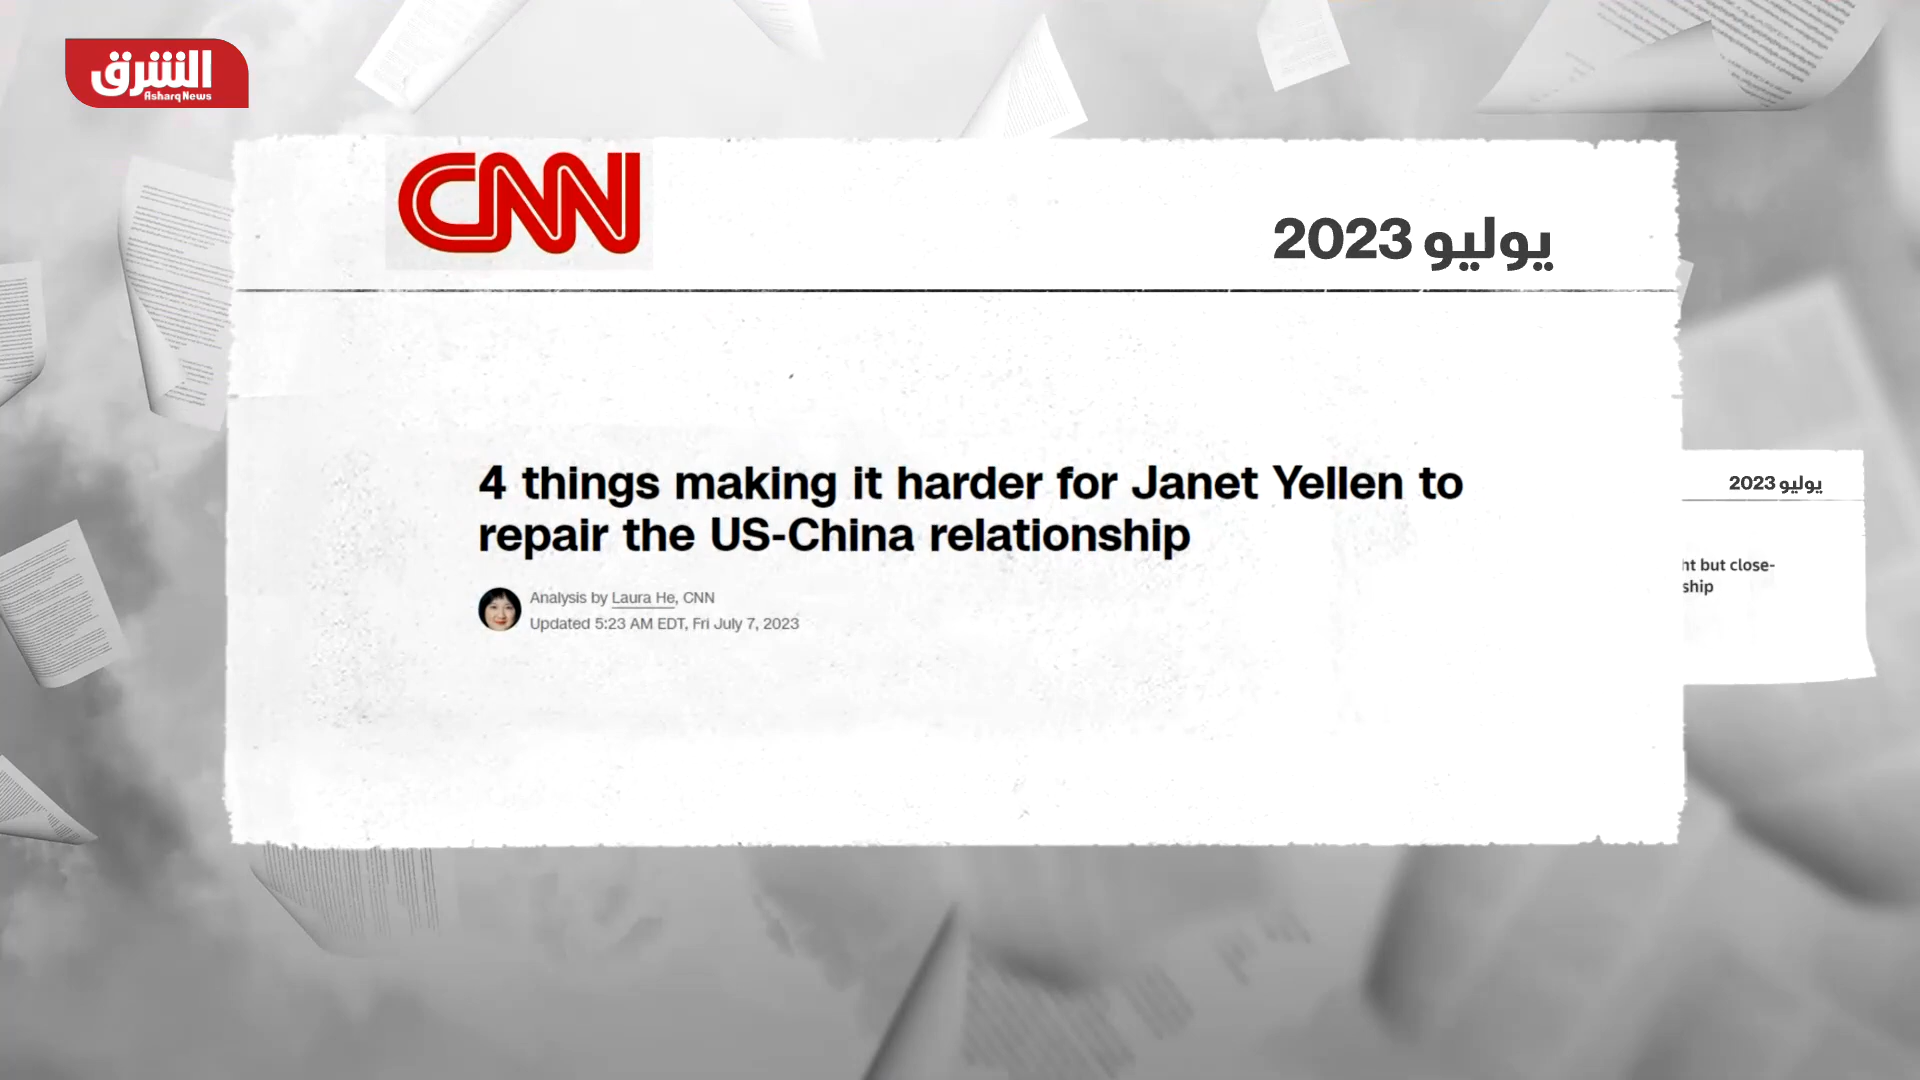 الشرق
Asharq News
CNN
يوليو 2023
4 things making it harder for Janet Yellen to
repair the US-China relationship
Analysis by Laura He, CNN
Updated 5:23 AM EDT, Fri July 7, 2023
يوليو 2023
but close-